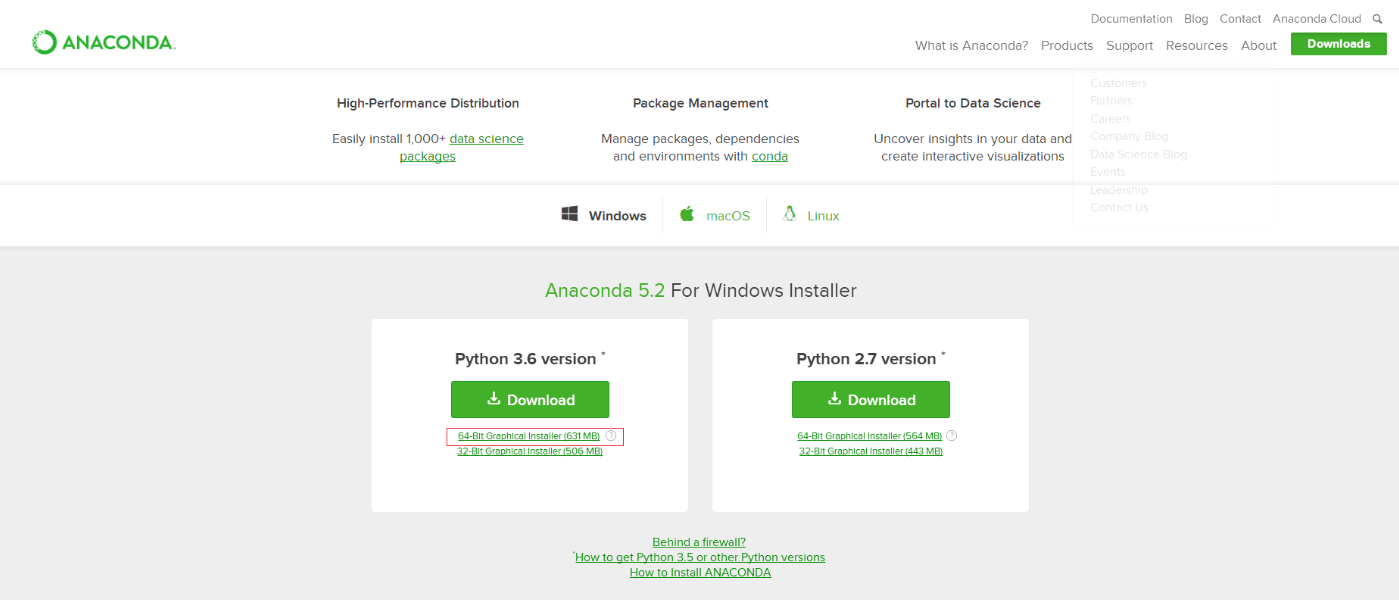 Documentation Blog Contact Anaconda Cloud
ANACONDA.
What is Anaconda? Products Support Resources About Downloads
Customers
Partners
Careers
Company Blog
Data Science Blog
Events
Leadership
Contact Us
High-Performance Distribution
Easily install 1,000+ data science
packages
Package Management
Manage packages, dependencies
and environments with conda
Portal to Data Science
Uncover insights in your data and
create interactive visualizations
Windows macOS Linux
Anaconda 5.2 For Windows Installer
Python 3.6 version *
Download
64-Bit Graphical Installer (631 MB) ?
32-Bit Graphical Installer (506 MB)
Python 2.7 version *
Download
64-Bit Graphical Installer (564 MB) ?
32-Bit Graphical Installer (443 MB)
Behind a firewall?
*How to get Python 3.5 or other Python versions
How to Install ANACONDA